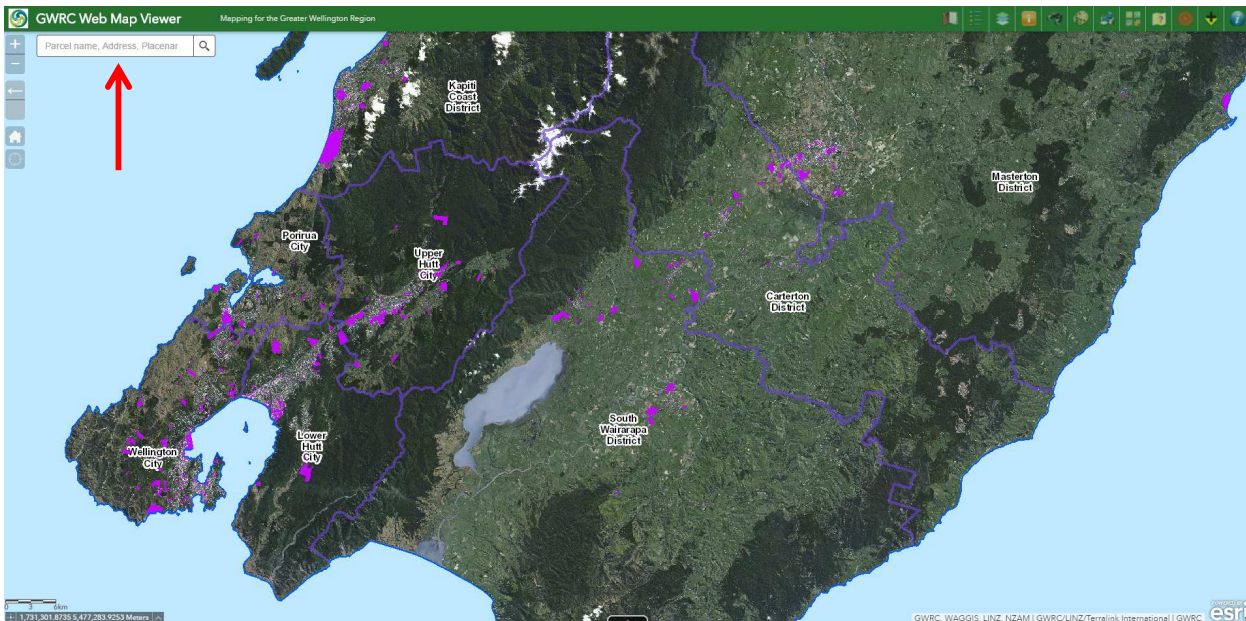 GWRC Web Map Viewer
Mapping for the Greater Wellington Region
Parcel name, Address, Placenar
Kapiti
Coast
District
Masterton
District
Porirua
City
Upper
Hutt
City
Carterton
District
South
Wairarapa
District
Lower
Hutt
City
Wellington
City
0 3 6km
1,731,301.8735 5,477,283.9253 Meters
GWRC, WAGGIS, LINZ, NZAM | GWRC/LINZ/Terralink International | GWRC
POWERED BY
esri